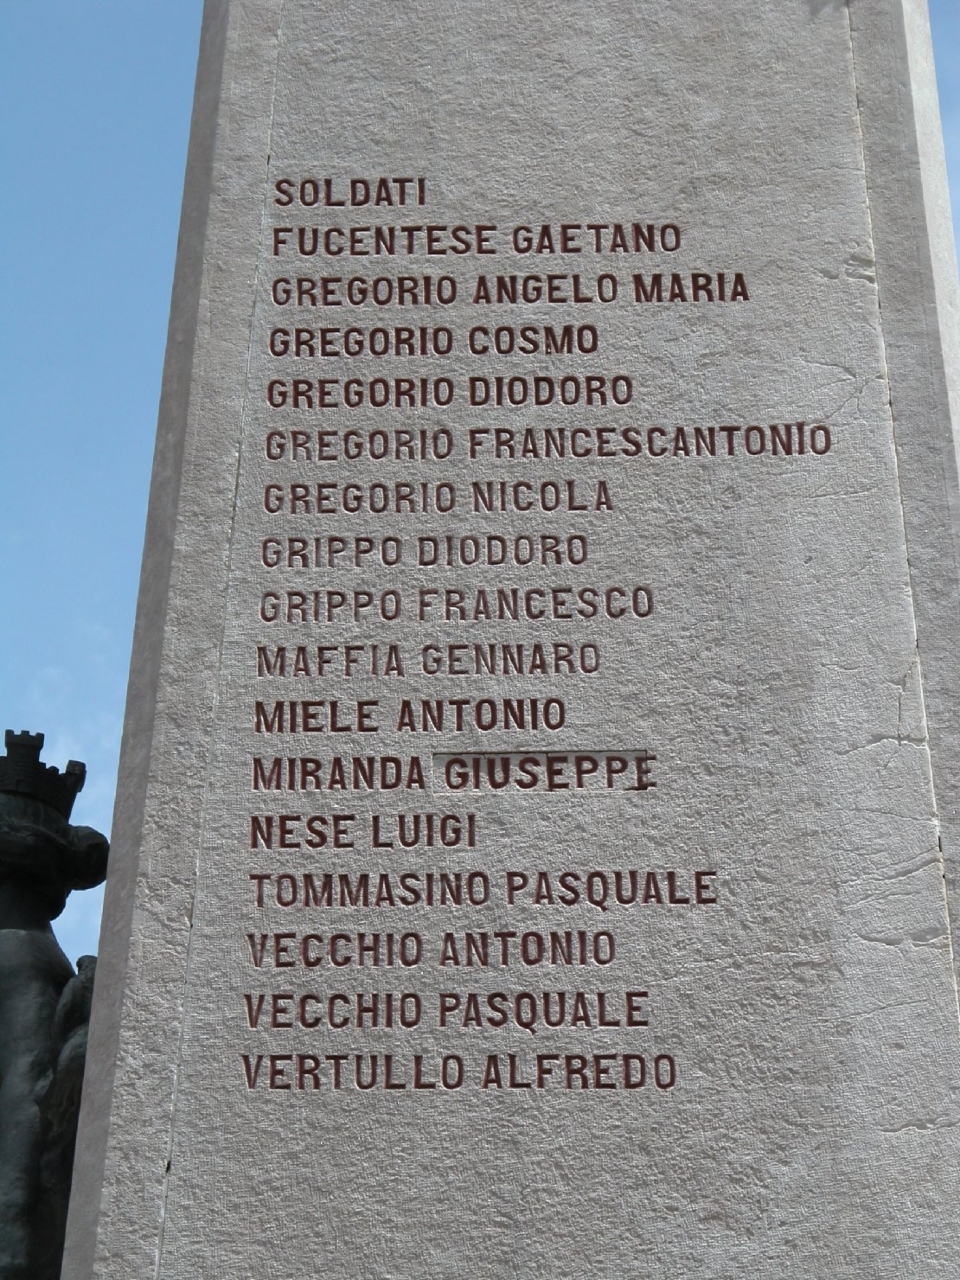 SOLDATI
FUCENTESE GAETANO
GREGORIO ANGELO MARIA
GREGORIO COSMO
GREGORIO DIODORO
GREGORIO FRANCESCANTONIO
GREGORIO NICOLA
GRIPPO DIODORO
GRIPPO FRANCESCO
MAFFIA GENNARO
MIELE ANTONIO
MIRANDA GIUSEPPE
NESE LUIGI
TOMMASINO PASQUALE
VECCHIO ANTONIO
VECCHIO PASQUALE
VERTULLO ALFREDO